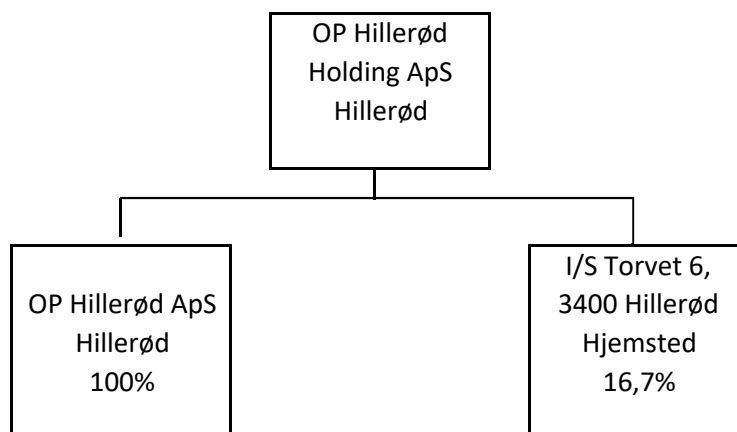 OP Hillerød
Holding ApS
Hillerød
OP Hillerød ApS
Hillerød
100%
I/S Torvet 6,
3400 Hillerød
Hjemsted
16,7%